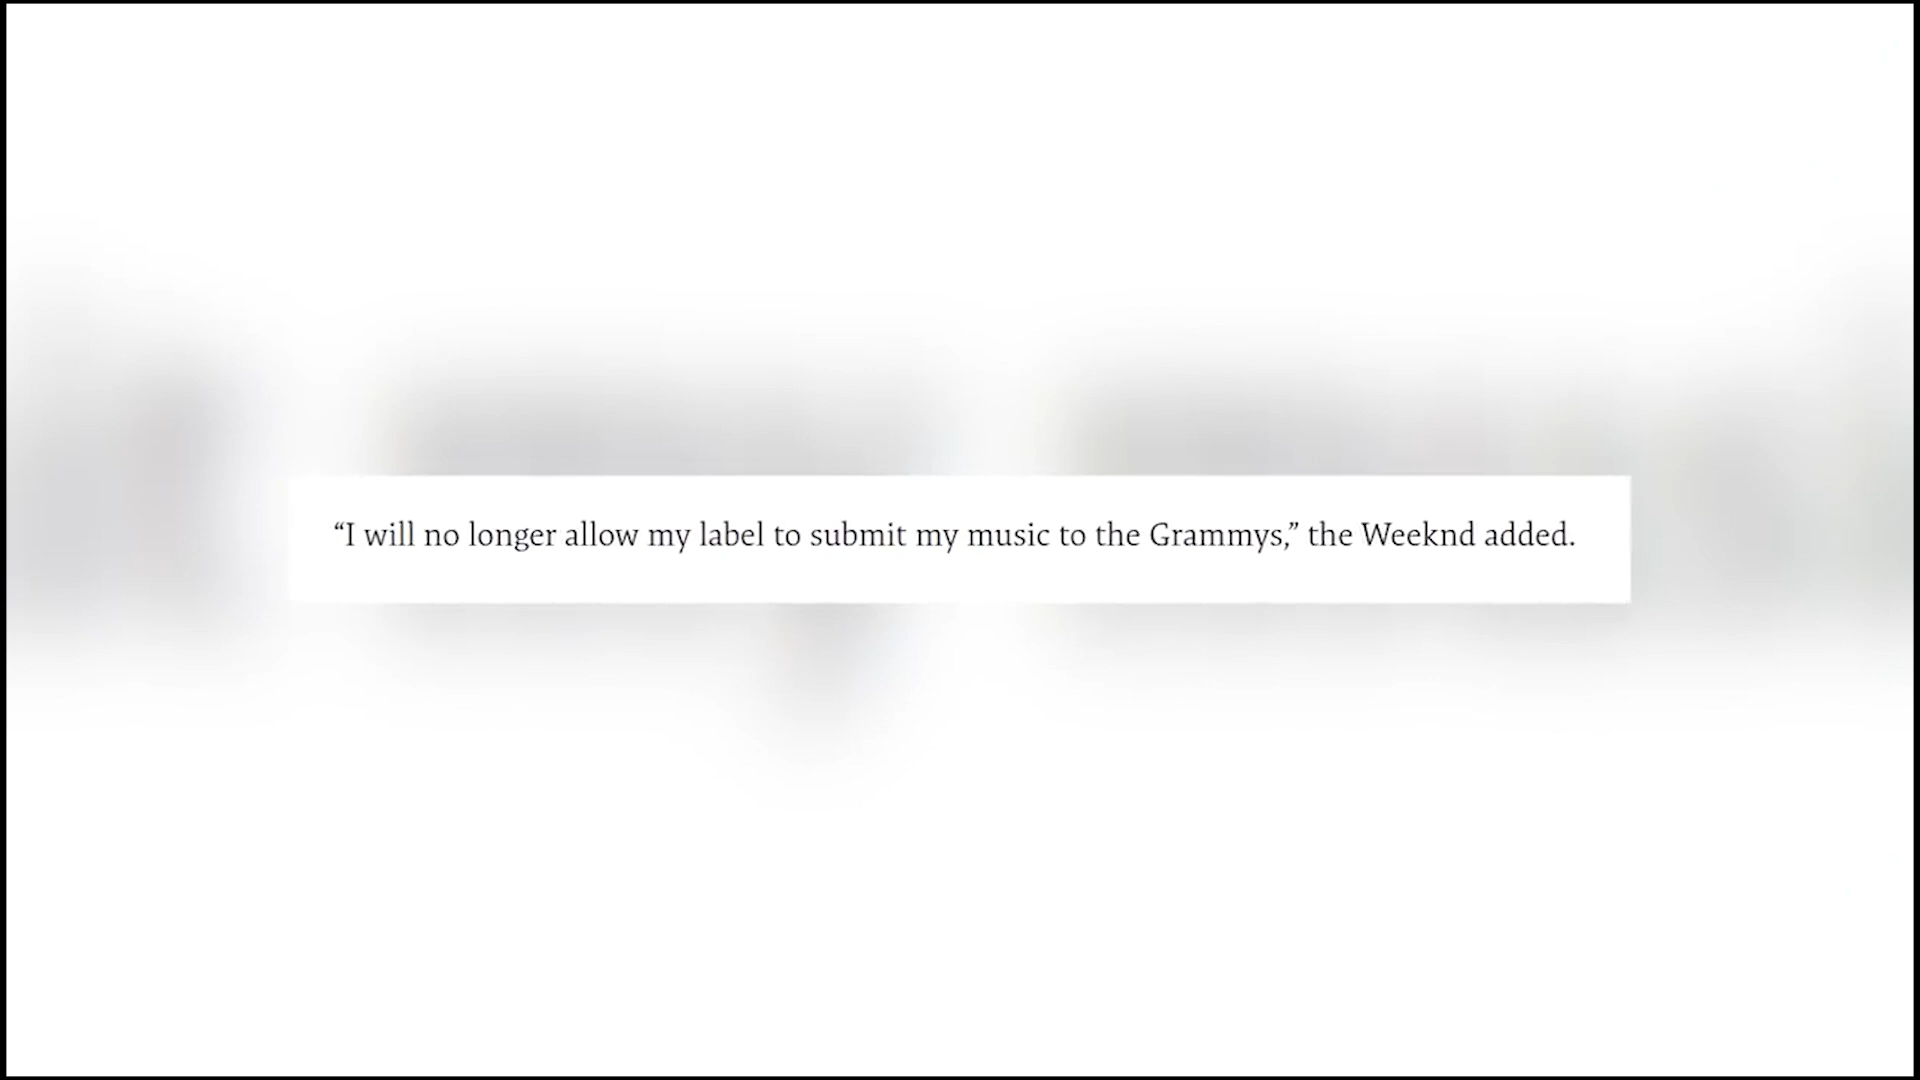 “I will no longer allow my label to submit my music to the Grammys,” the Weeknd added.